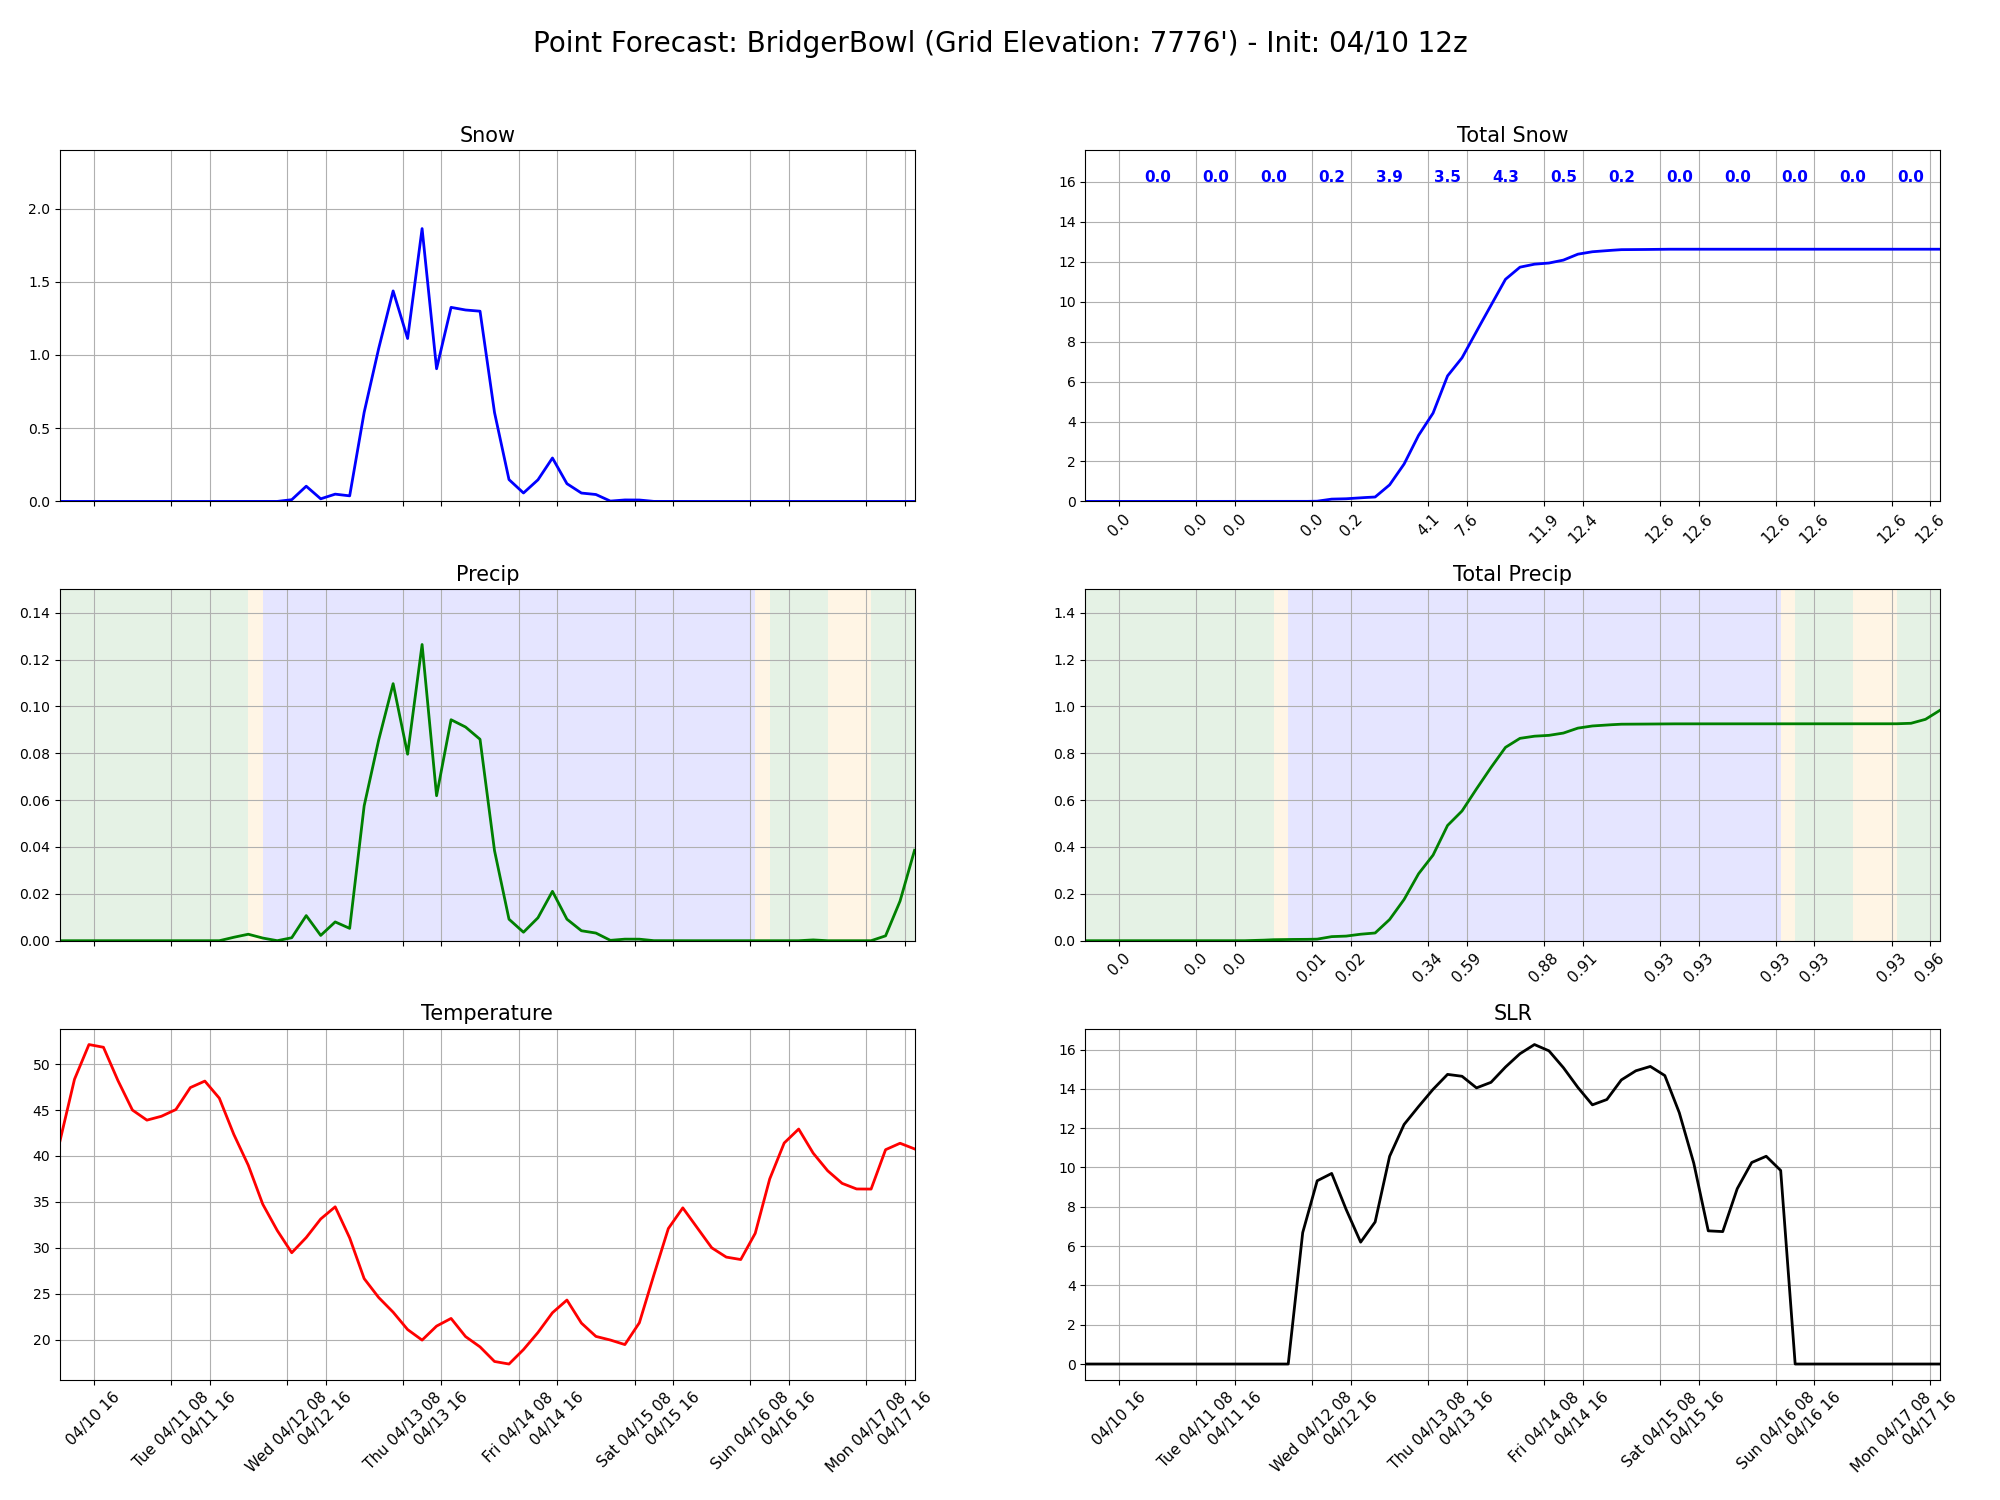 Point Forecast: BridgerBowl (Grid Elevation: 7776') - Init: 04/10 12z
Snow
2.0
1.5
1.0
0.5
0.0
Total Snow
0.0 0.0 0.0 0.2 3.9 3.5 4.3 0.5 0.2 0.0 0.0 0.0 0.0 0.0
16
14
12
10
8
6
4
2
0
0.0 0.0 0.0 0.0 0.2 4.1 7.6 11.9 12.4 12.6 12.6 12.6 12.6 12.6 12.6
Precip
0.14
0.12
0.10
0.08
0.06
0.04
0.02
0.00
Total Precip
1.4
1.2
1.0
0.8
0.6
0.4
0.2
0.0
0.0 0.0 0.0 0.01 0.02 0.34 0.59 0.88 0.91 0.93 0.93 0.93 0.93 0.93 0.96
Temperature
50
45
40
35
30
25
20
04/10 16
Tue 04/11 08
04/11 16
Wed 04/12 08
04/12 16
Thu 04/13 08
04/13 16
Fri 04/14 08
04/14 16
Sat 04/15 08
04/15 16
Sun 04/16 08
04/16 16
Mon 04/17 08
04/17 16
SLR
16
14
12
10
8
6
4
2
0
04/10 16
Tue 04/11 08
04/11 16
Wed 04/12 08
04/12 16
Thu 04/13 08
04/13 16
Fri 04/14 08
04/14 16
Sat 04/15 08
04/15 16
Sun 04/16 08
04/16 16
Mon 04/17 08
04/17 16